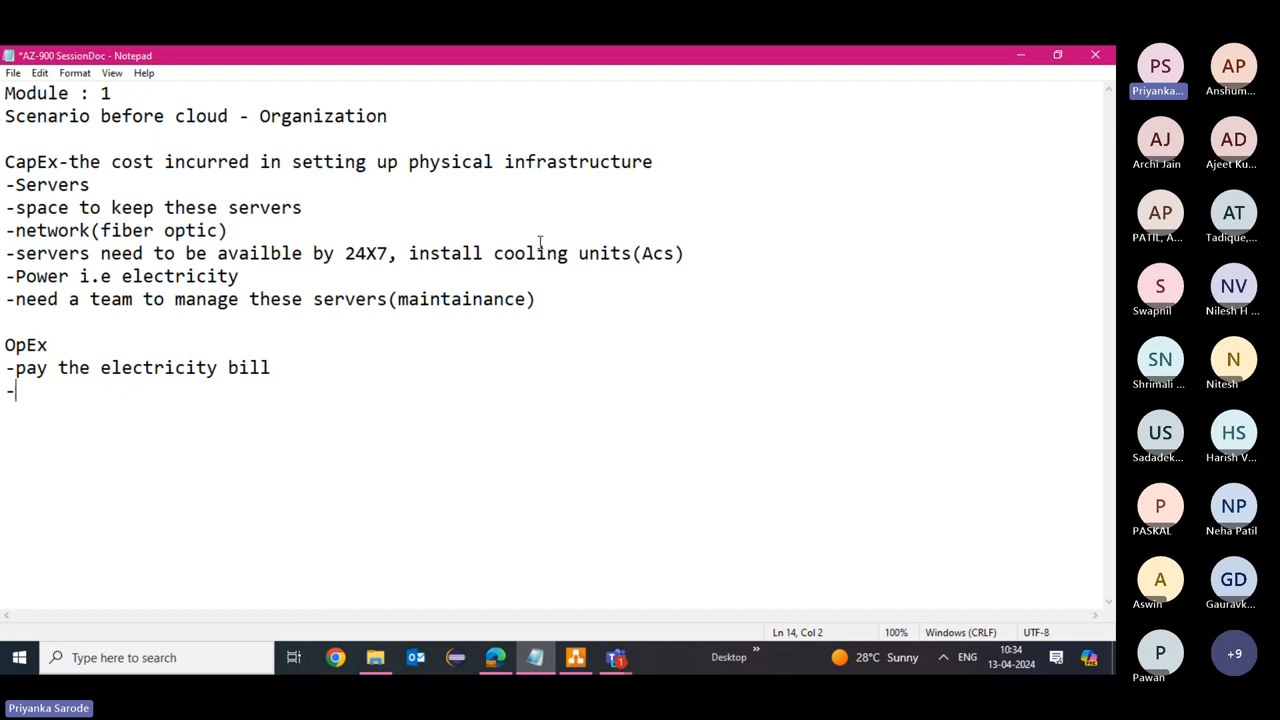 *AZ-900 SessionDoc - Notepad
File Edit Format View Help
Module : 1
Scenario before cloud - Organization
CapEx-the cost incurred in setting up physical infrastructure
-Servers
-space to keep these servers
-network(fiber optic)
-servers need to be availble by 24X7, install cooling units(Acs)
-Power i.e electricity
-need a team to manage these servers(maintainance)
OpEx
-pay the electricity bill
-
Ln 14, Col 2 100% Windows (CRLF) UTF-8
Type here to search
Desktop
28°C Sunny
ENG
10:34
13-04-2024
1
Priyanka Sarode
PS AP
Priyanka... Anshum...
AJ AD
Archi Jain Ajeet Ku...
AP AT
PATIL, A... Tadique,...
S NV
Swapnil Nilesh H ...
SN N
Shrimali ... Nitesh
US HS
Sadadek... Harish V...
P NP
PASKAL Neha Patil
A GD
Aswin Gauravk...
P +9
Pawan